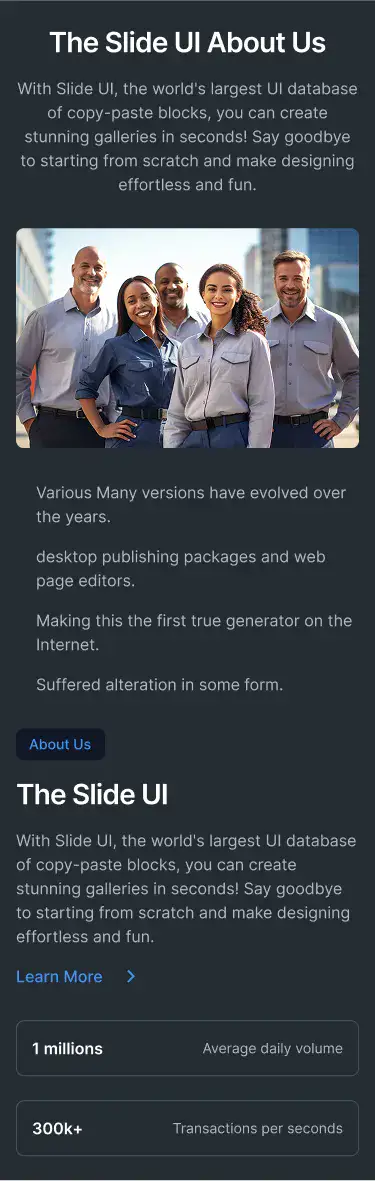 The Slide UI About Us
With Slide UI, the world's largest UI database
of copy-paste blocks, you can create
stunning galleries in seconds! Say goodbye
to starting from scratch and make designing
effortless and fun.
Various Many versions have evolved over
the years.
desktop publishing packages and web
page editors.
Making this the first true generator on the
Internet.
Suffered alteration in some form.
About Us
The Slide UI
With Slide UI, the world's largest UI database
of copy-paste blocks, you can create
stunning galleries in seconds! Say goodbye
to starting from scratch and make designing
effortless and fun.
Learn More
1 millions Average daily volume
300k+ Transactions per seconds